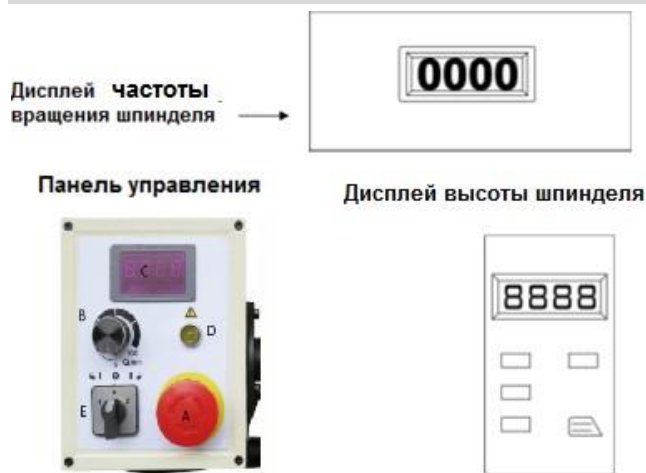 Дисплей частоты
вращения шпинделя
0000
Панель управления
Дисплей высоты шпинделя
C
B
D
E
A
8888